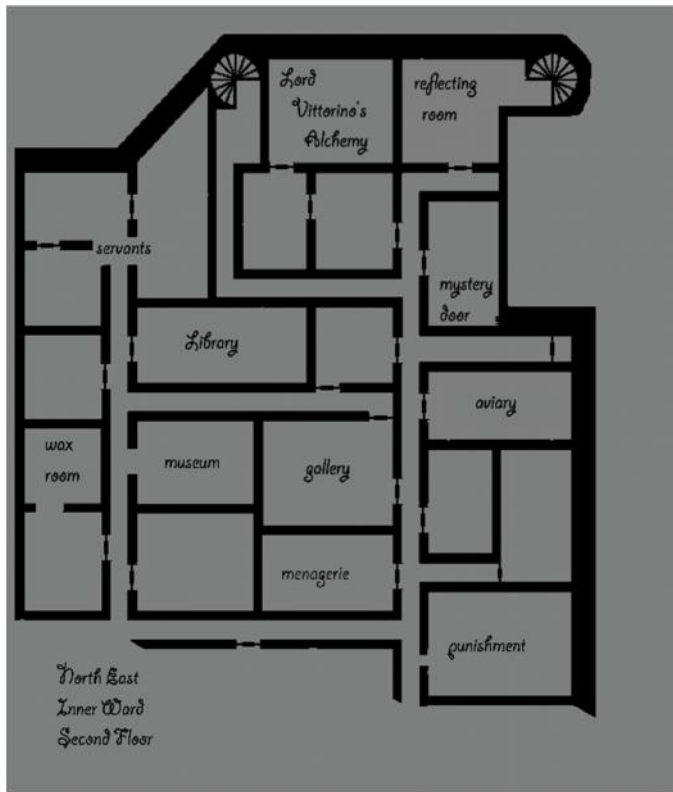 Lord
Vittorino's
Alchemy
reflecting
room
servants
mystery
door
Library
aviary
wax
room
museum
gallery
menagerie
punishment
North East
Inner Ward
Second Floor